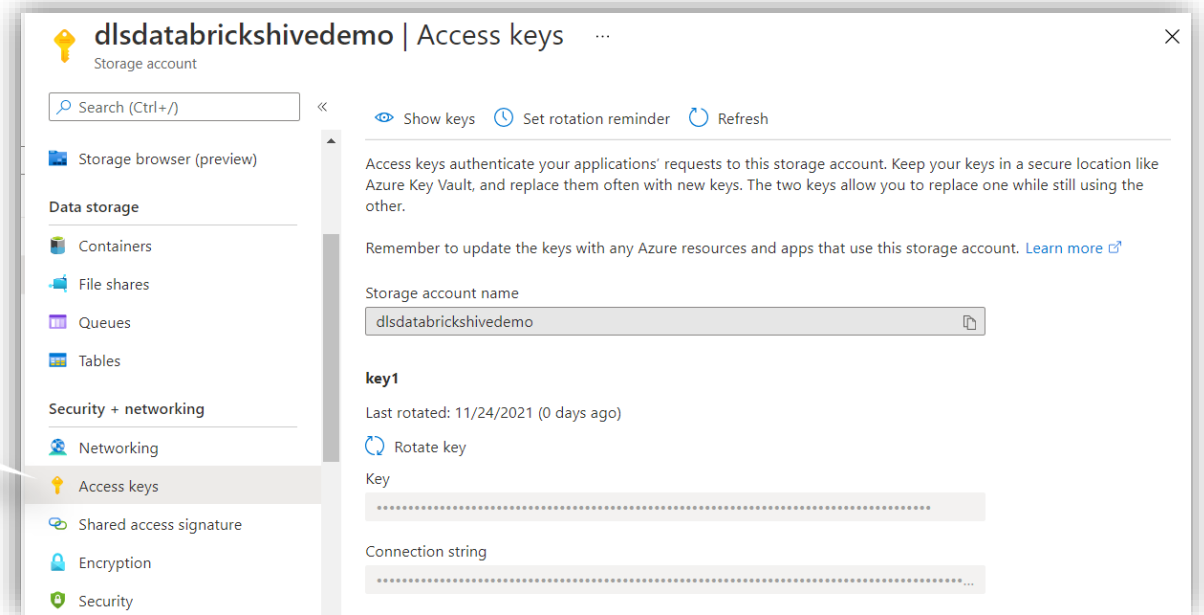 dlsdatabrickshivedemo | Access keys ...
Storage account
Search (Ctrl+/)
«
Storage browser (preview)
Data storage
Containers
File shares
Queues
Tables
Security + networking
Networking
Access keys
Shared access signature
Encryption
Security
Show keys
Set rotation reminder
Refresh
Access keys authenticate your applications' requests to this storage account. Keep your keys in a secure location like
Azure Key Vault, and replace them often with new keys. The two keys allow you to replace one while still using the
other.
Remember to update the keys with any Azure resources and apps that use this storage account. Learn more
Storage account name
dlsdatabrickshivedemo
key1
Last rotated: 11/24/2021 (0 days ago)
Rotate key
Key
Connection string